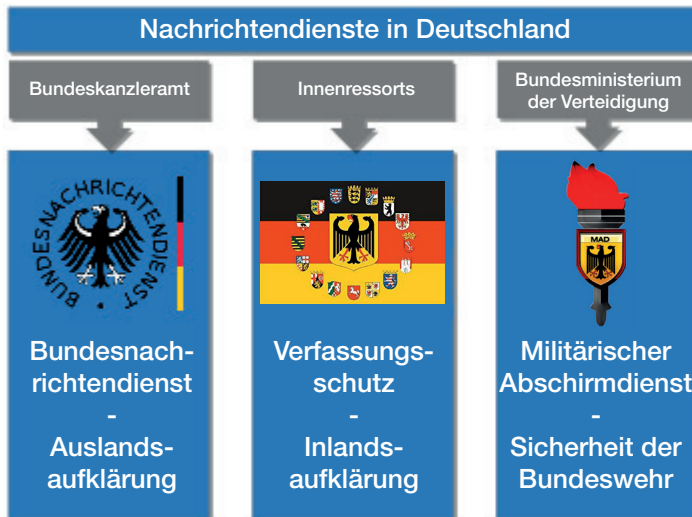 Nachrichtendienste in Deutschland
Bundeskanzleramt
Innenressorts
Bundesministerium
der Verteidigung
BUNDESNACHRICHTENDIENST
Bundesnach-
richtendienst
-
Auslands-
aufklärung
Verfassungs-
schutz
-
Inlands-
aufklärung
MAD
Militärischer
Abschirmdienst
-
Sicherheit der
Bundeswehr